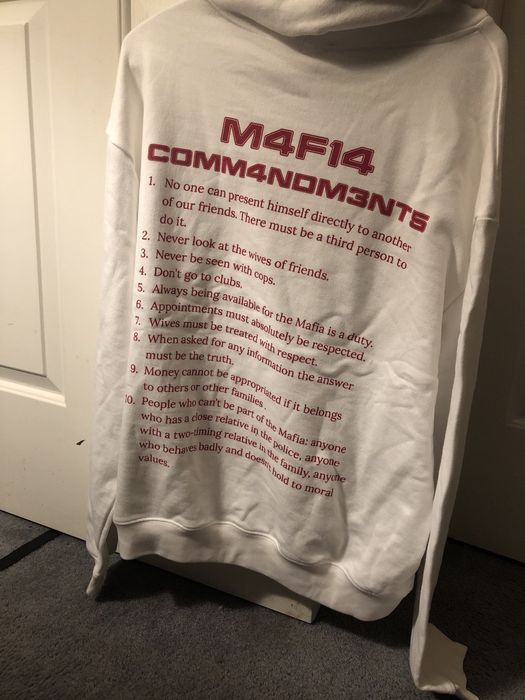 M4F14
COMM4NDM3NTS
1. No one can present himself directly to another
of our friends. There must be a third person to
do it.
2. Never look at the wives of friends.
3. Never be seen with cops.
4. Don't go to clubs.
5. Always being available for the Mafia is a duty.
6. Appointments must absolutely be respected.
7. Wives must be treated with respect.
8. When asked for any information the answer
must be the truth.
9. Money cannot be appropriated if it belongs
to others or other families.
10. People who can't be part of the Mafia: anyone
who has a close relative in the police, anyone
with a two-timing relative in the family, anyone
who behaves badly and doesn't hold to moral
values.